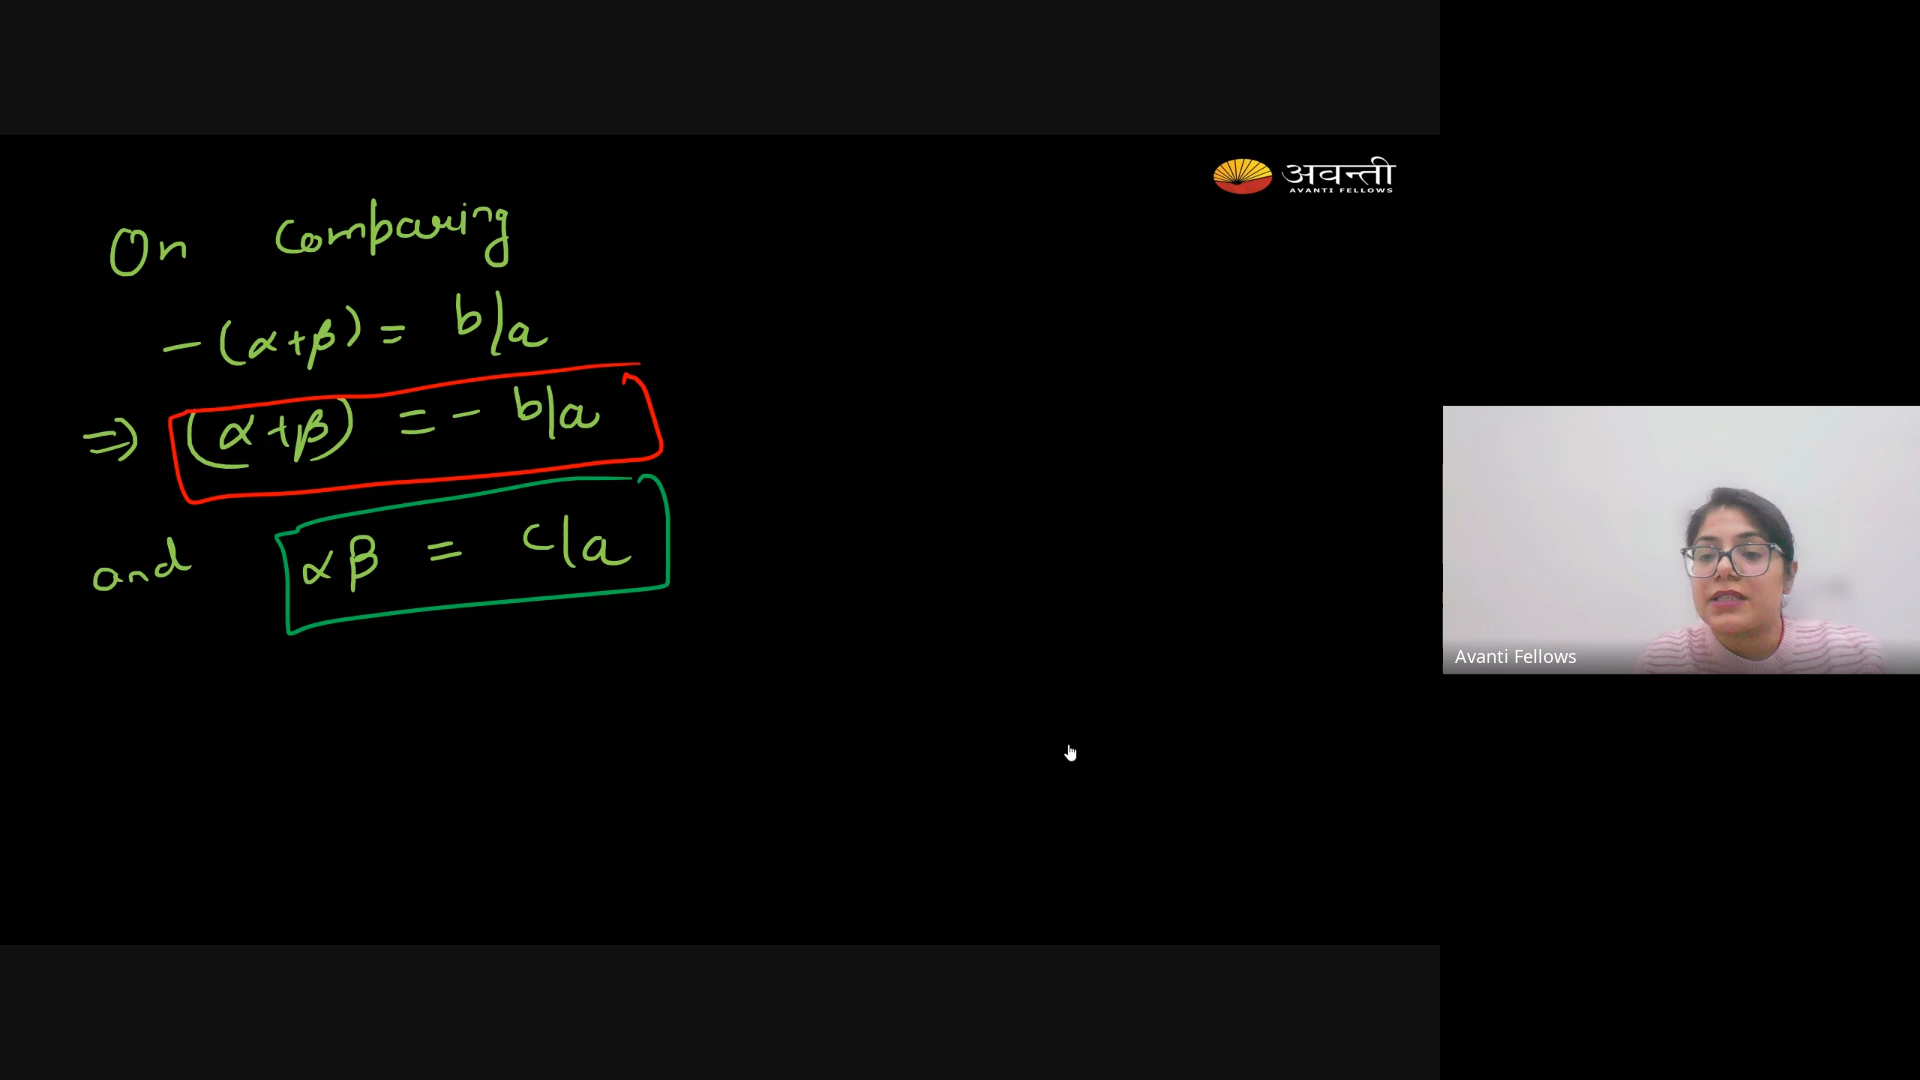 अवन्ती
AVANTI FELLOWS
On Comparing
- (α+β) = b/a
⇒ (α+β) = - b/a
and αβ = c/a
Avanti Fellows